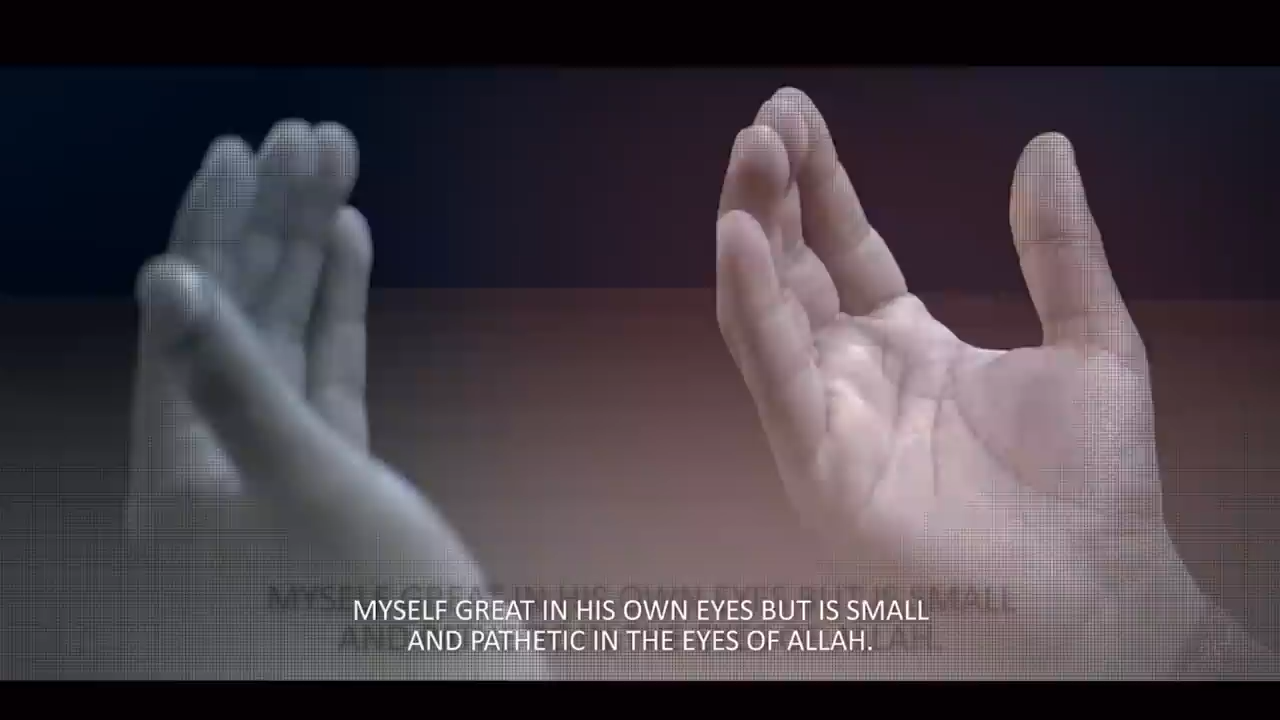 MYSELF GREAT IN HIS OWN EYES BUT IS SMALL
AND PATHETIC IN THE EYES OF ALLAH.